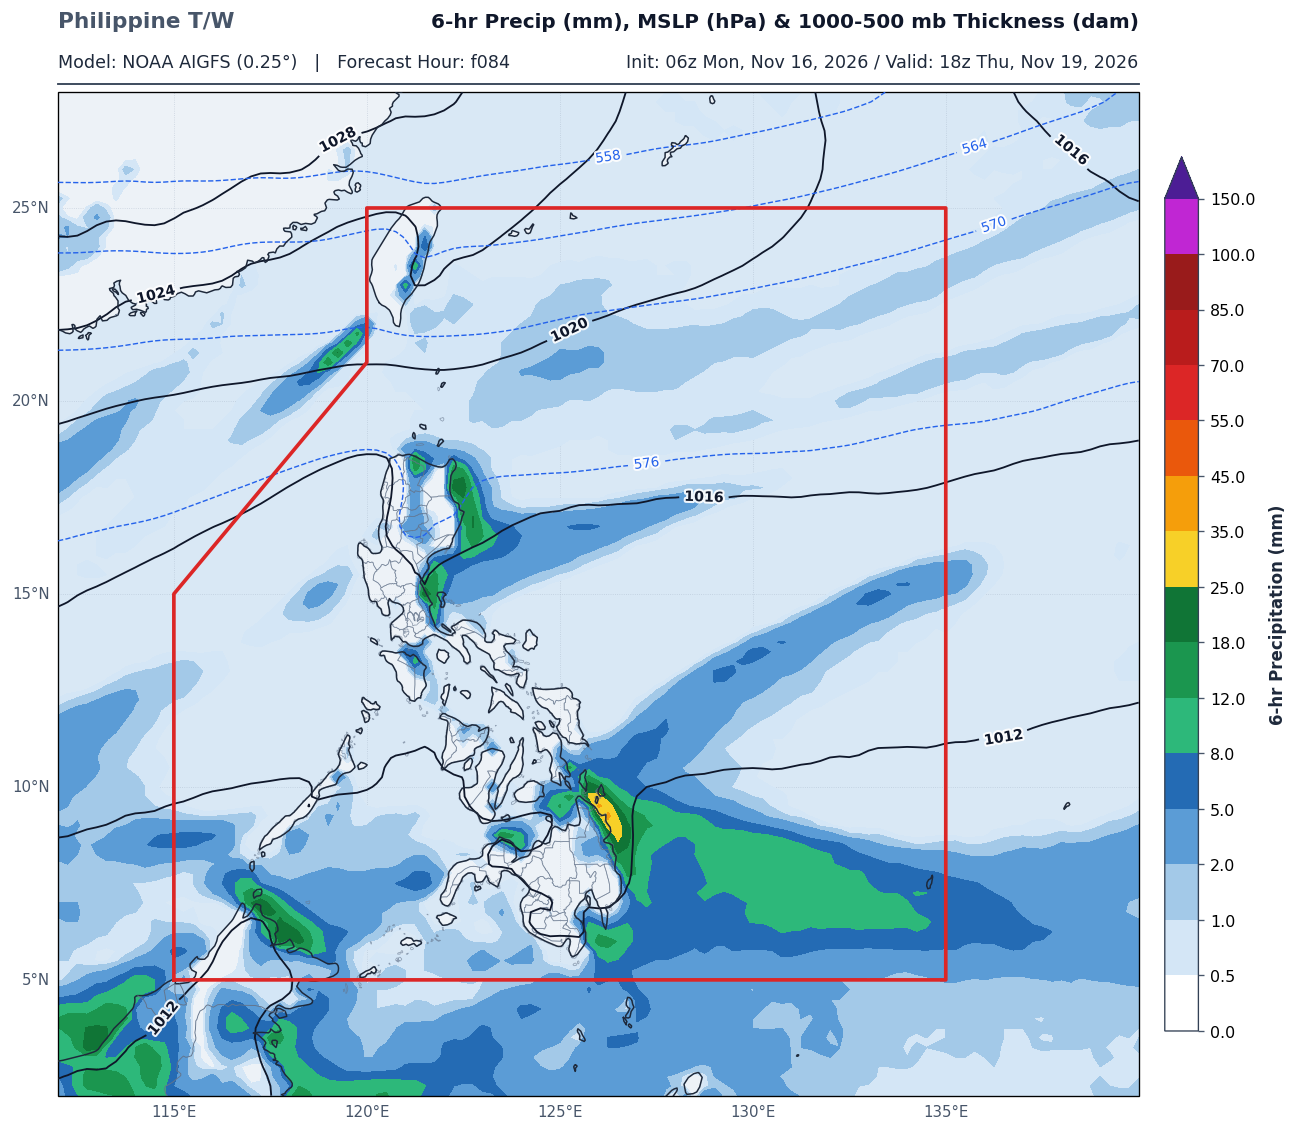 Philippine T/W
6-hr Precip (mm), MSLP (hPa) & 1000-500 mb Thickness (dam)
Model: NOAA AIGFS (0.25°)   |   Forecast Hour: f084
Init: 06z Mon, Nov 16, 2026 / Valid: 18z Thu, Nov 19, 2026
1028
558
564
1016
25°N
570
1024
1020
20°N
576
1016
15°N
1012
10°N
5°N
1012
115°E
120°E
125°E
130°E
135°E
150.0
100.0
85.0
70.0
55.0
45.0
35.0
25.0
18.0
12.0
8.0
5.0
2.0
1.0
0.5
0.0
6-hr Precipitation (mm)